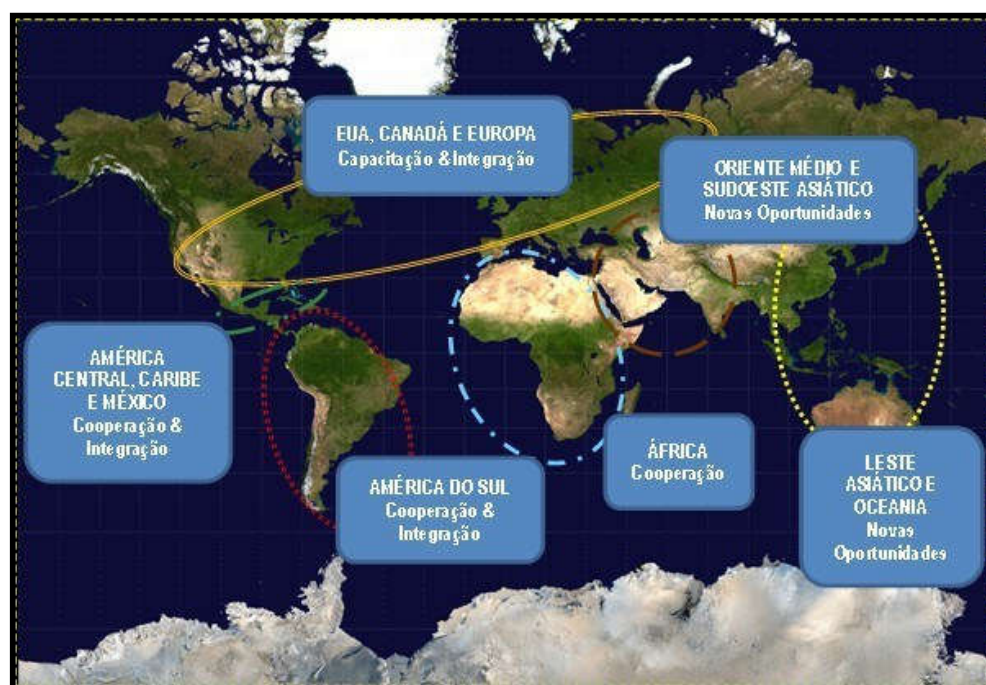 EUA, CANADÁ E EUROPA
Capacitação &Integração
ORIENTE MÉDIO E
SUDOESTE ASIÁTICO
Novas Oportunidades
AMÉRICA
CENTRAL, CARIBE
E MÉXICO
Cooperação &
Integração
AMÉRICA DO SUL
Cooperação &
Integração
ÁFRICA
Cooperação
LESTE
ASIÁTICO E
OCEANIA
Novas
Oportunidades